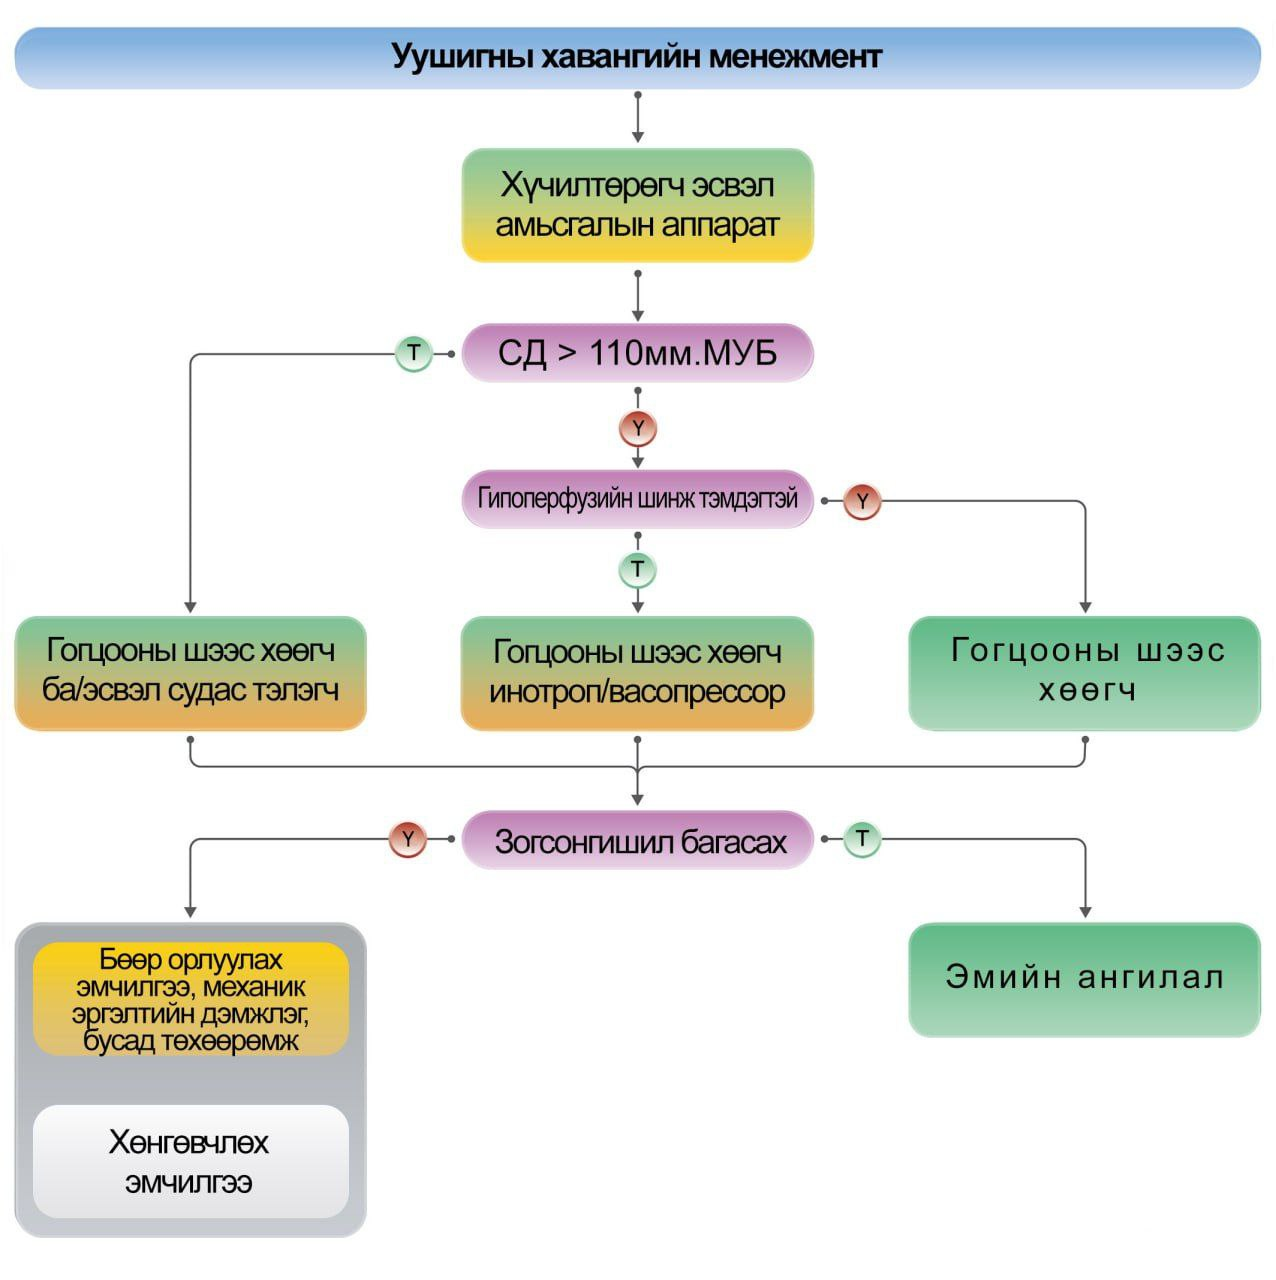 Уушигны хавангийн менежмент
Хүчилтөрөгч эсвэл
амьсгалын аппарат
Т
СД > 110мм.МУБ
Ү
Гипоперфузийн шинж тэмдэгтэй
Ү
Т
Гогцооны шээс хөөгч
ба/эсвэл судас тэлэгч
Гогцооны шээс хөөгч
инотроп/васопрессор
Гогцооны шээс
хөөгч
Ү
Зогсонгишил багасах
Т
Бөөр орлуулах
эмчилгээ, механик
эргэлтийн дэмжлэг,
бусад төхөөрөмж
Хөнгөвчлөх
эмчилгээ
Эмийн ангилал